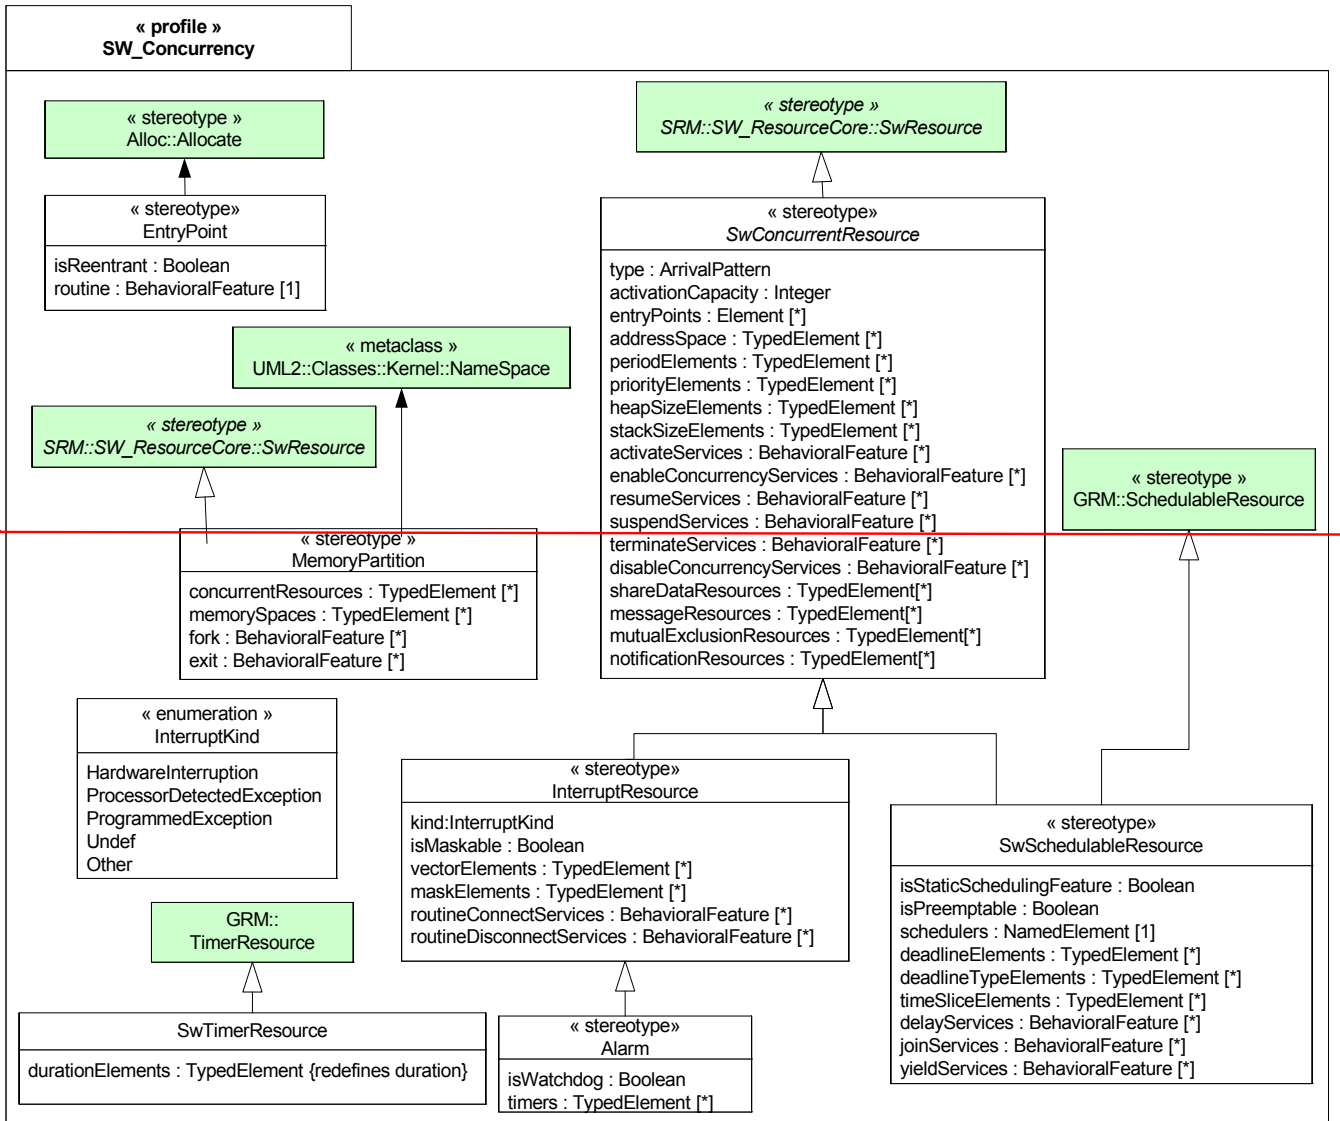 « profile »
SW_Concurrency
« stereotype »
Alloc::Allocate
« stereotype»
EntryPoint
isReentrant : Boolean
routine : BehavioralFeature [1]
« metaclass »
UML2::Classes::Kernel::NameSpace
« stereotype »
SRM::SW_ResourceCore::SwResource
« stereotype »
MemoryPartition
concurrentResources : TypedElement [*]
memorySpaces : TypedElement [*]
fork : BehavioralFeature [*]
exit : BehavioralFeature [*]
« stereotype »
SRM::SW_ResourceCore::SwResource
« stereotype»
SwConcurrentResource
type : ArrivalPattern
activationCapacity : Integer
entryPoints : Element [*]
addressSpace : TypedElement [*]
periodElements : TypedElement [*]
priorityElements : TypedElement [*]
heapSizeElements : TypedElement [*]
stackSizeElements : TypedElement [*]
activateServices : BehavioralFeature [*]
enableConcurrencyServices : BehavioralFeature [*]
resumeServices : BehavioralFeature [*]
suspendServices : BehavioralFeature [*]
terminateServices : BehavioralFeature [*]
disableConcurrencyServices : BehavioralFeature [*]
shareDataResources : TypedElement[*]
messageResources : TypedElement[*]
mutualExclusionResources : TypedElement[*]
notificationResources : TypedElement[*]
« stereotype »
GRM::SchedulableResource
« enumeration »
InterruptKind
HardwareInterruption
ProcessorDetectedException
ProgrammedException
Undef
Other
« stereotype»
InterruptResource
kind:InterruptKind
isMaskable : Boolean
vectorElements : TypedElement [*]
maskElements : TypedElement [*]
routineConnectServices : BehavioralFeature [*]
routineDisconnectServices : BehavioralFeature [*]
« stereotype»
SwSchedulableResource
isStaticSchedulingFeature : Boolean
isPreemptable : Boolean
schedulers : NamedElement [1]
deadlineElements : TypedElement [*]
deadlineTypeElements : TypedElement [*]
timeSliceElements : TypedElement [*]
delayServices : BehavioralFeature [*]
joinServices : BehavioralFeature [*]
yieldServices : BehavioralFeature [*]
GRM::
TimerResource
SwTimerResource
durationElements : TypedElement {redefines duration}
« stereotype»
Alarm
isWatchdog : Boolean
timers : TypedElement [*]